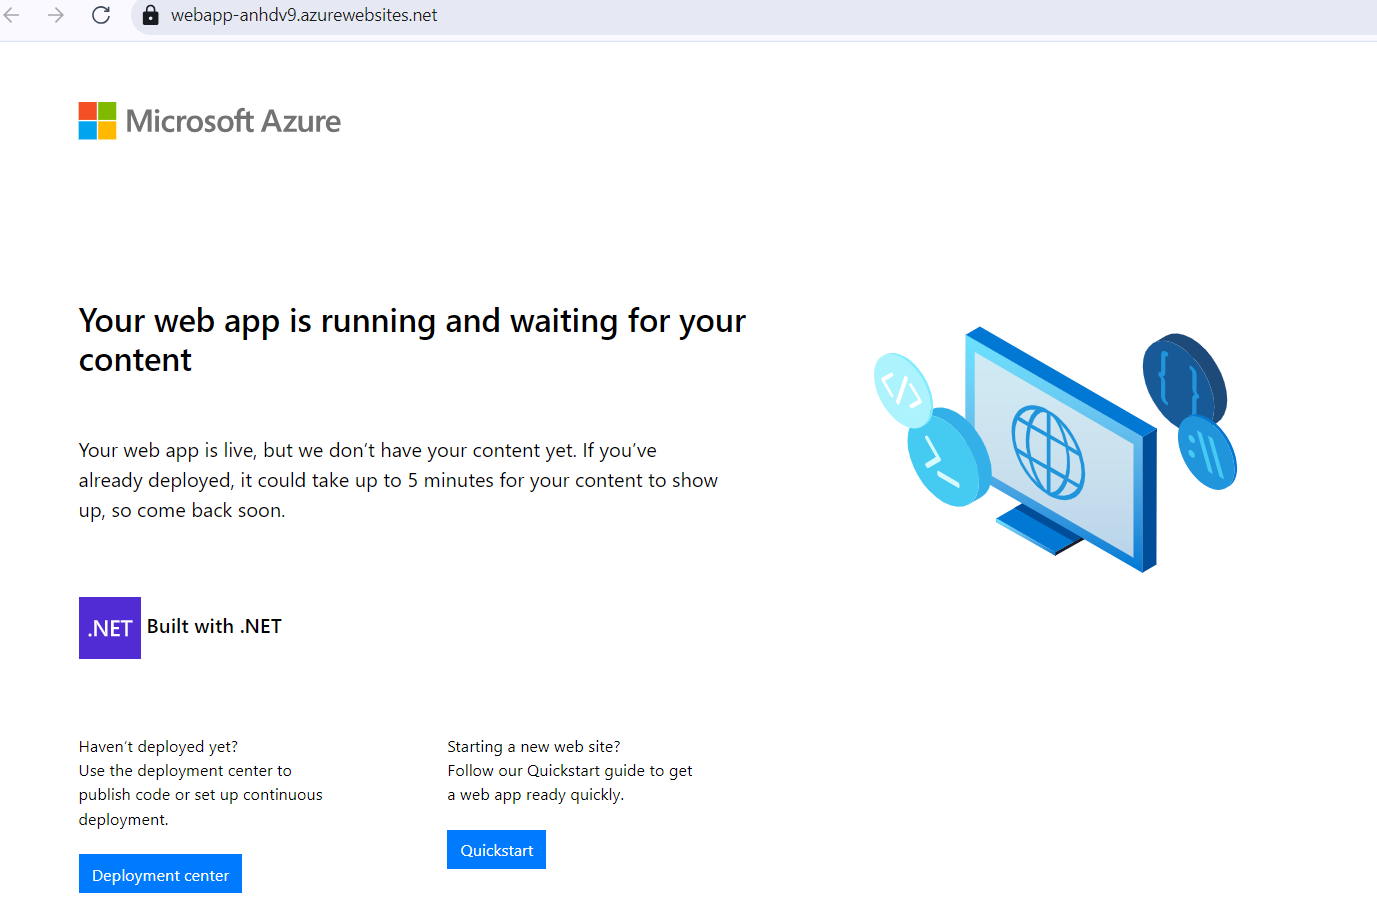 webapp-anhdv9.azurewebsites.net
Microsoft Azure
Your web app is running and waiting for your
content
Your web app is live, but we don’t have your content yet. If you’ve
already deployed, it could take up to 5 minutes for your content to show
up, so come back soon.
.NET Built with .NET
Haven’t deployed yet?
Use the deployment center to
publish code or set up continuous
deployment.
Deployment center
Starting a new web site?
Follow our Quickstart guide to get
a web app ready quickly.
Quickstart